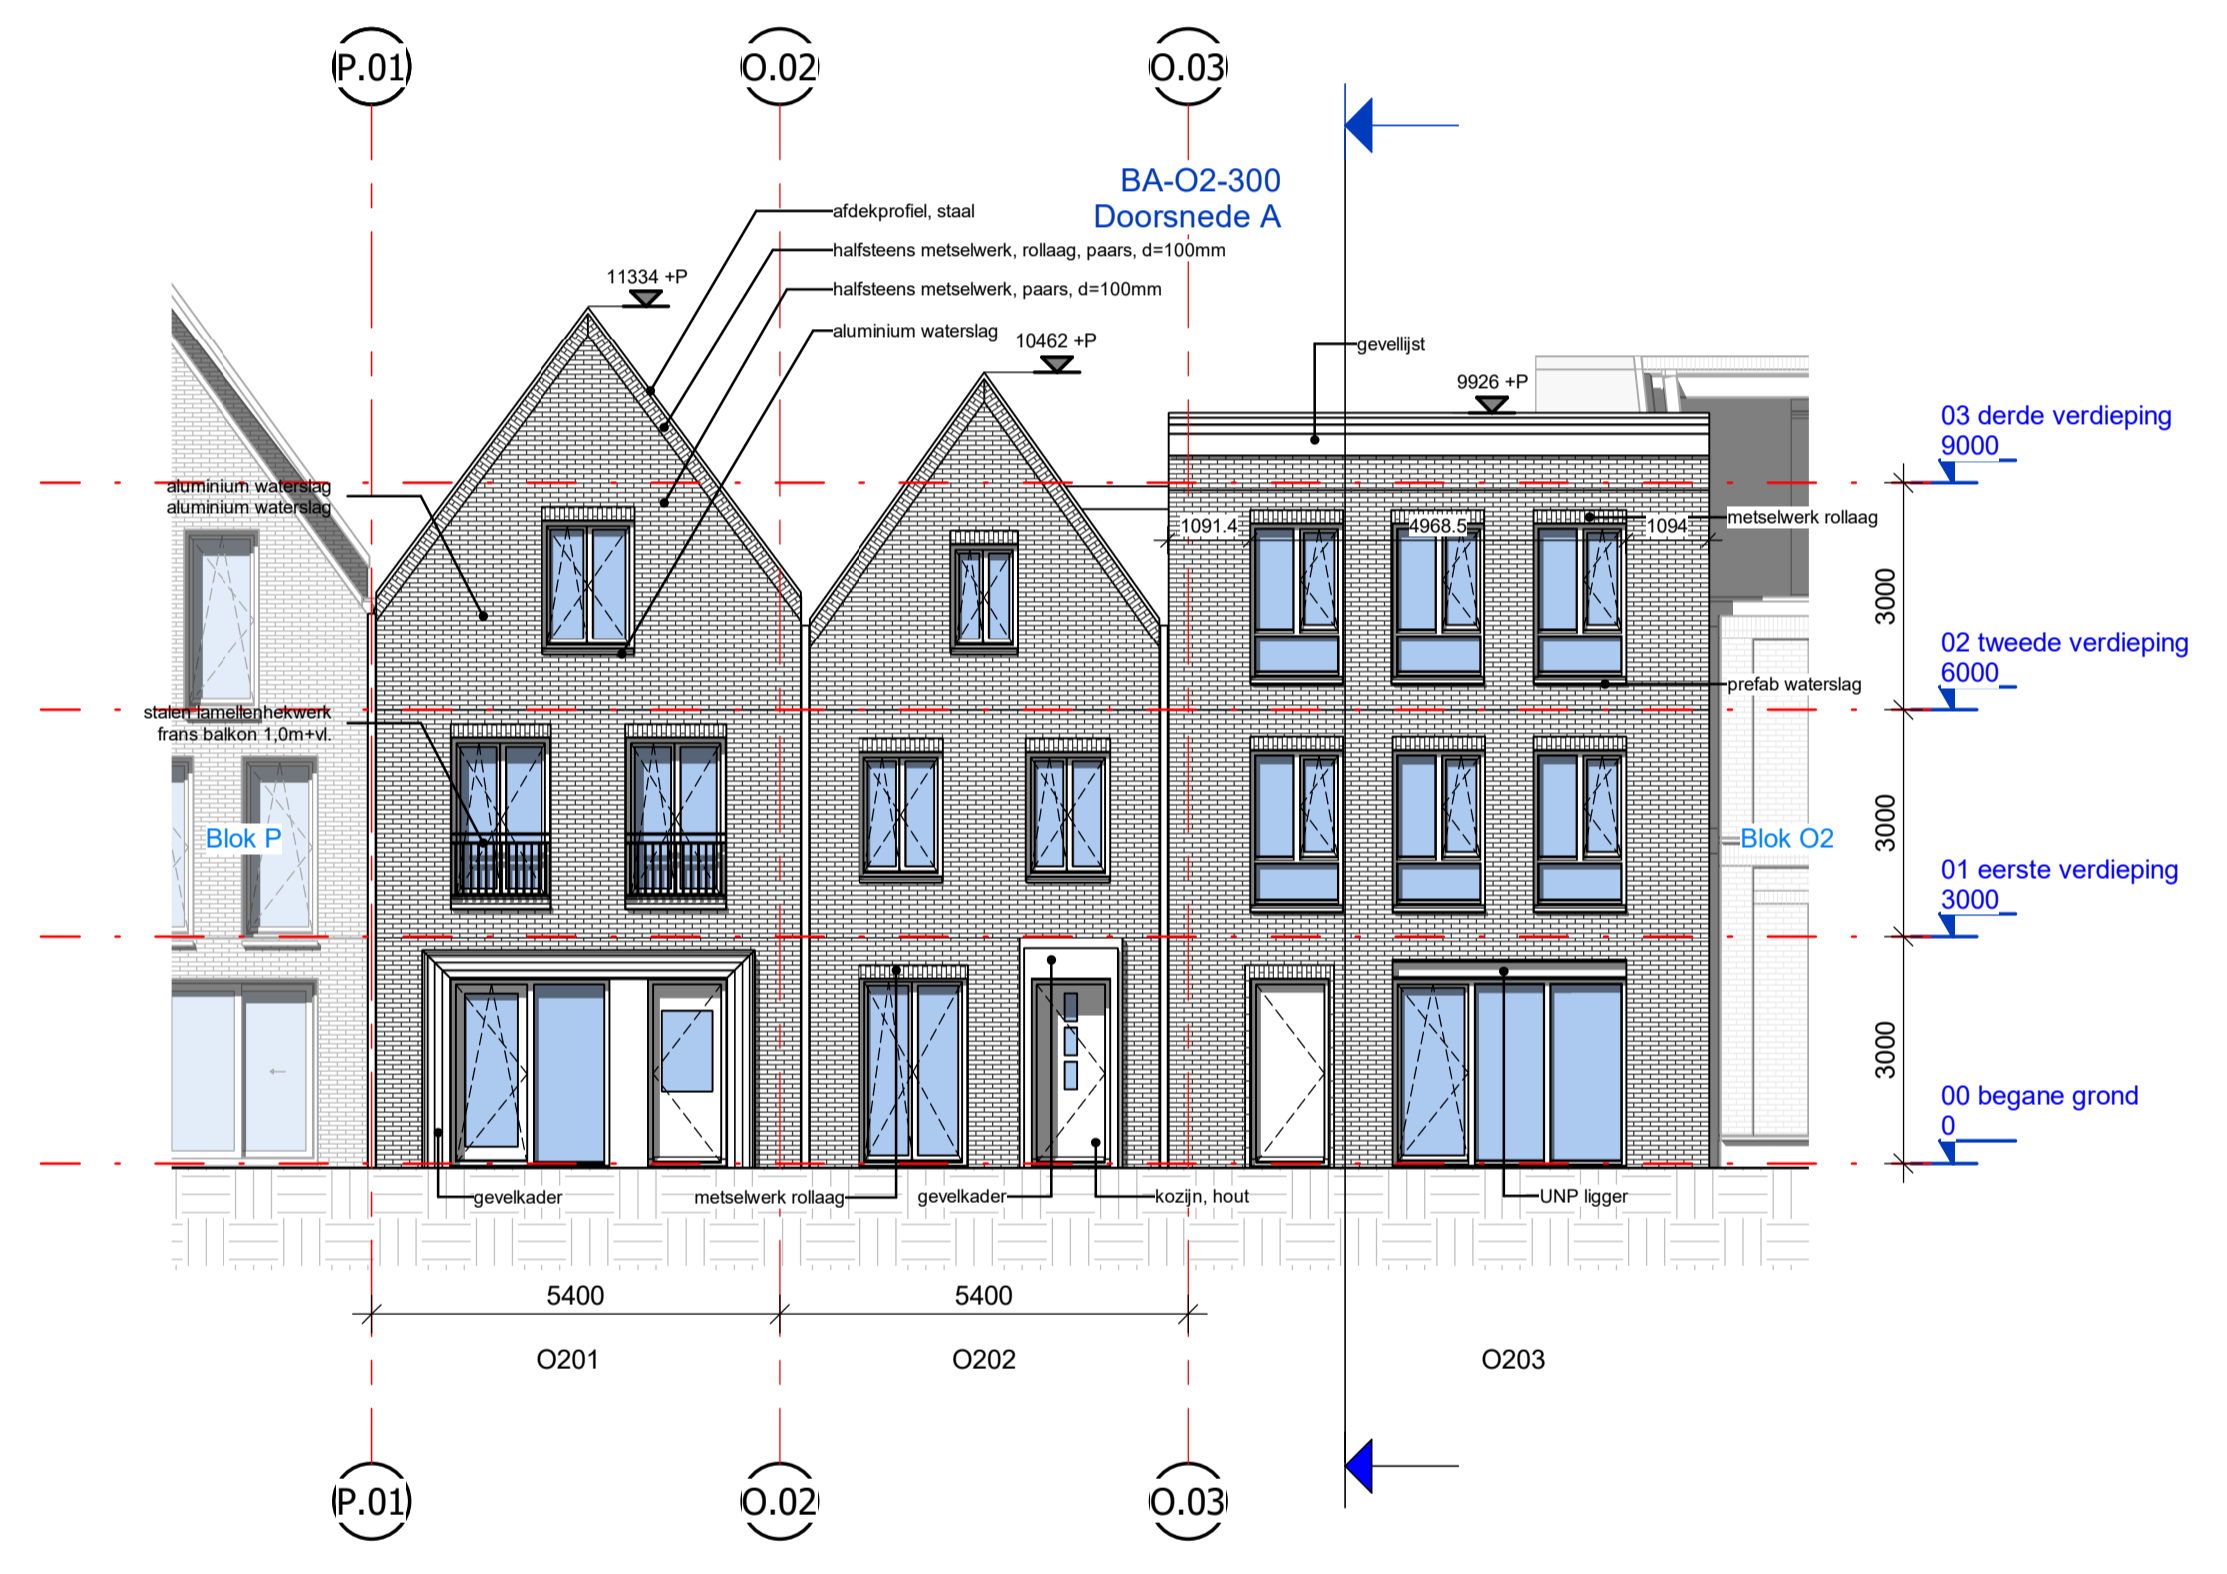 P.01
O.02
O.03
BA-O2-300
Doorsnede A
afdekprofiel, staal
halfsteens metselwerk, rollaag, paars, d=100mm
11334 +P
halfsteens metselwerk, paars, d=100mm
aluminium waterslag
10462 +P
gevellijst
9926 +P
03 derde verdieping
9000
aluminium waterslag
aluminium waterslag
1091.4
4968.5
1094
metselwerk rollaag
3000
02 tweede verdieping
6000
prefab waterslag
stalen lamellenhekwerk
frans balkon 1,0m+vl.
Blok P
3000
Blok O2
01 eerste verdieping
3000
3000
00 begane grond
0
gevelkader
metselwerk rollaag
gevelkader
kozijn, hout
UNP ligger
5400
5400
O201
O202
O203
P.01
O.02
O.03